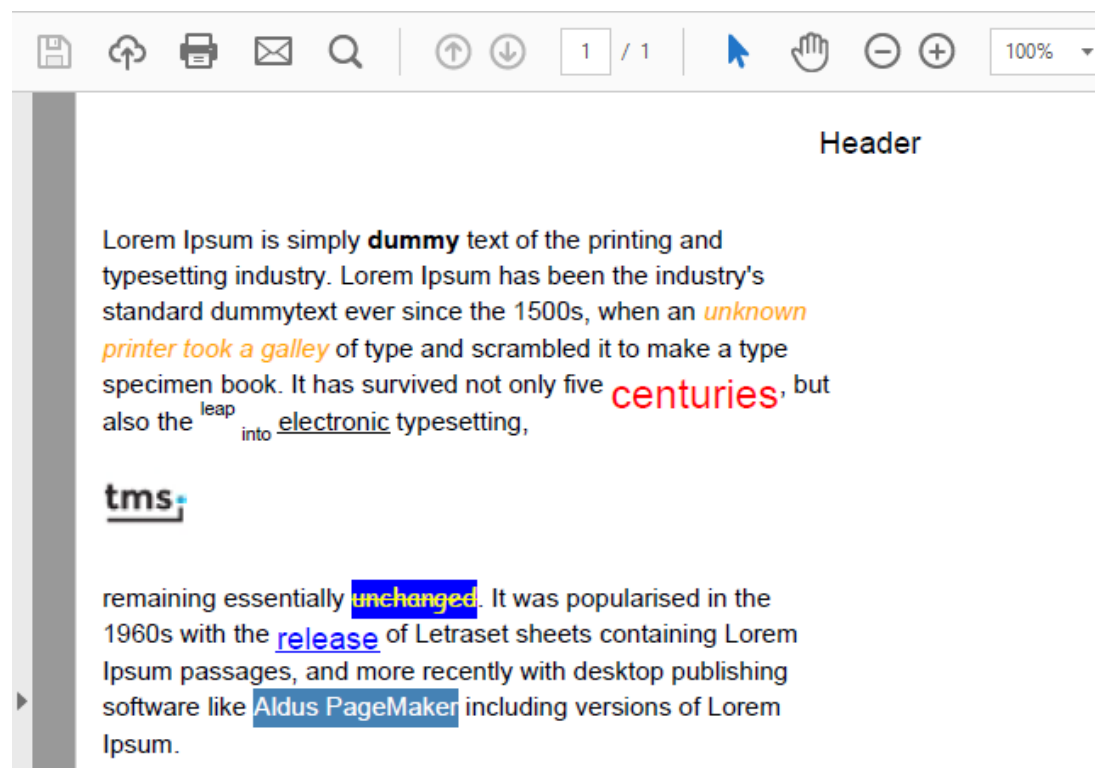 1 / 1 100%
Header
Lorem Ipsum is simply dummy text of the printing and
typesetting industry. Lorem Ipsum has been the industry's
standard dummytext ever since the 1500s, when an unknown
printer took a galley of type and scrambled it to make a type
specimen book. It has survived not only five centuries, but
also the leap into electronic typesetting,
tms
remaining essentially unchanged. It was popularised in the
1960s with the release of Letraset sheets containing Lorem
Ipsum passages, and more recently with desktop publishing
software like Aldus PageMaker including versions of Lorem
Ipsum.